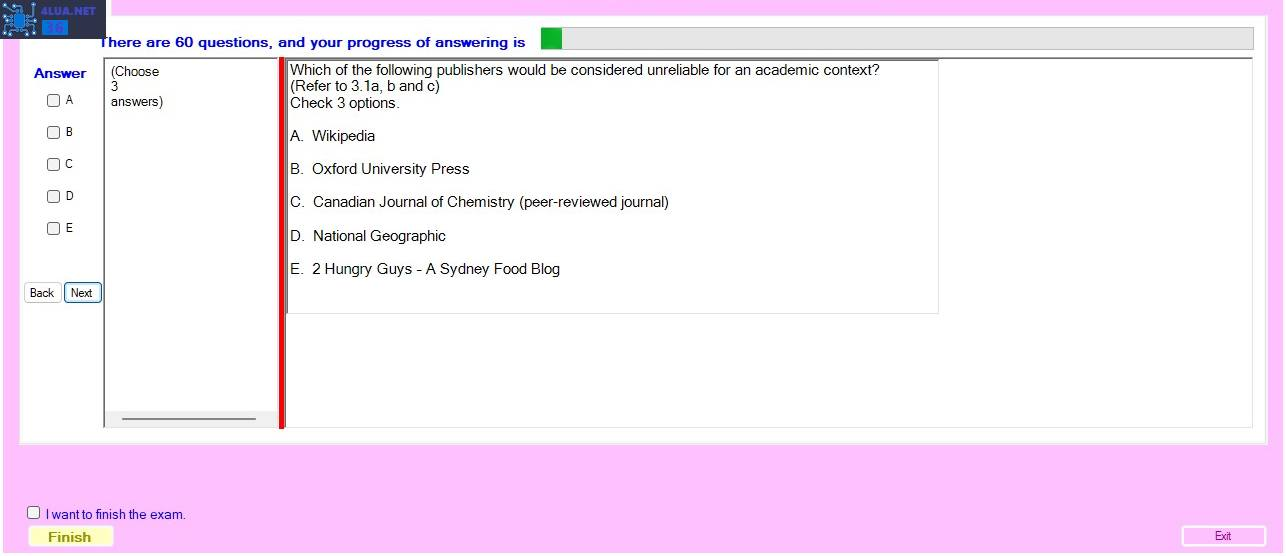 4LUA.NET
36
There are 60 questions, and your progress of answering is
Answer
A
B
C
D
E
Back
Next
(Choose
3
answers)
Which of the following publishers would be considered unreliable for an academic context?
(Refer to 3.1a, b and c)
Check 3 options.
A. Wikipedia
B. Oxford University Press
C. Canadian Journal of Chemistry (peer-reviewed journal)
D. National Geographic
E. 2 Hungry Guys - A Sydney Food Blog
I want to finish the exam.
Finish
Exit